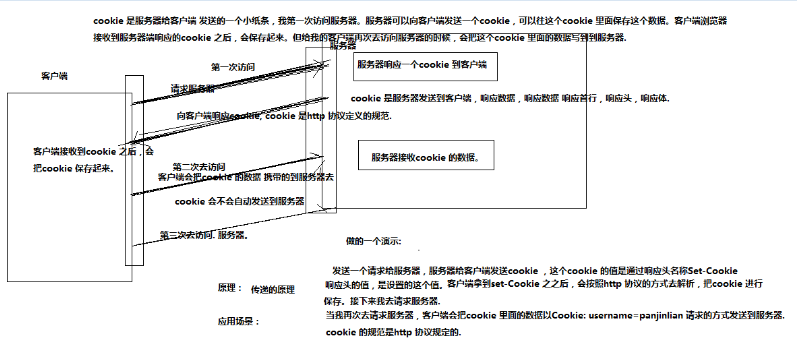 cookie 是服务器给客户端 发送的一个小纸条，我第一次访问服务器。服务器可以向客户端发送一个cookie，可以往这个cookie 里面保存这个数据。客户端浏览器
接收到服务器端响应的cookie 之后，会保存起来。但给我的客户端再次去访问服务器的时候，会把这个cookie 里面的数据写到到服务器.
服务器
客户端
第一次访问
服务器响应一个cookie 到客户端
请求服务器
cookie 是服务器发送到客户端，响应数据，响应数据 响应首行，响应头，响应体.
向客户端响应cookie, cookie 是http 协议定义的规范.
客户端接收到cookie 之后，会
把cookie 保存起来。
服务器接收cookie 的数据。
第二次去访问
客户端会把cookie 的数据 携带的到服务器去
cookie 会不会自动发送到服务器
第三次去访问. 服务器。
做的一个演示:
发送一个请求给服务器，服务器给客户端发送cookie ，这个cookie 的值是通过响应头名称Set-Cookie
原理： 传递的原理
响应头的值，是设置的这个值。客户端拿到set-Cookie 之之后，会按照http 协议的方式去解析，把cookie 进行
保存。接下来我去请求服务器.
应用场景：
当我再次去请求服务器，客户端会把cookie 里面的数据以Cookie: username=panjinlian 请求的方式发送到服务器.
cookie 的规范是http 协议规定的.